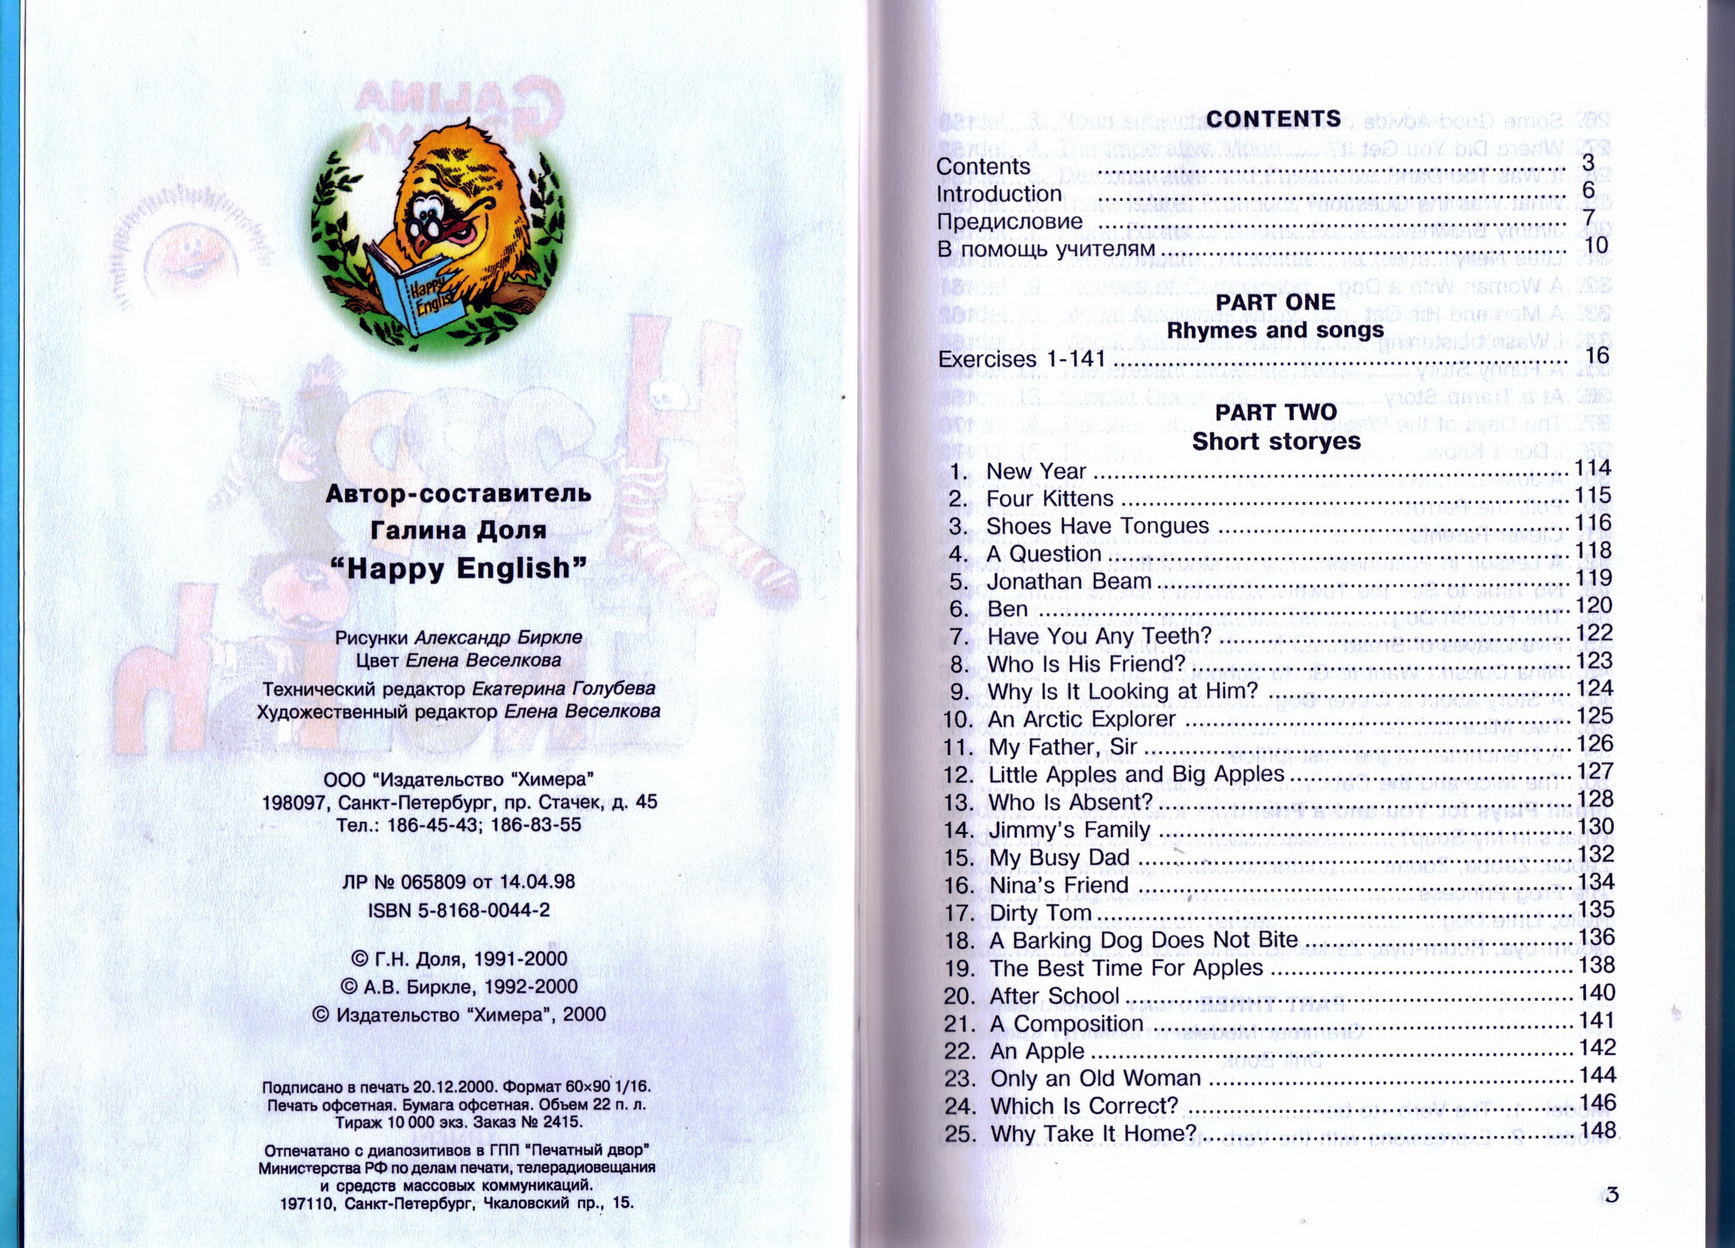 Happy
English
Автор-составитель
Галина Доля
“Happy English”
Рисунки Александр Биркле
Цвет Елена Веселкова
Технический редактор Екатерина Голубева
Художественный редактор Елена Веселкова
ООО "Издательство "Химера"
198097, Санкт-Петербург, пр. Стачек, д. 45
Тел.: 186-45-43; 186-83-55
ЛР № 065809 от 14.04.98
ISBN 5-8168-0044-2
© Г.Н. Доля, 1991-2000
© А.В. Биркле, 1992-2000
© Издательство "Химера", 2000
Подписано в печать 20.12.2000. Формат 60×90 1/16.
Печать офсетная. Бумага офсетная. Объем 22 п. л.
Тираж 10 000 экз. Заказ № 2415.
Отпечатано с диапозитивов в ГПП "Печатный двор"
Министерства РФ по делам печати, телерадиовещания
и средств массовых коммуникаций.
197110, Санкт-Петербург, Чкаловский пр., 15.
CONTENTS
Contents 3
Introduction 6
Предисловие 7
В помощь учителям 10
PART ONE
Rhymes and songs
Exercises 1-141 16
PART TWO
Short storyes
1. New Year 114
2. Four Kittens 115
3. Shoes Have Tongues 116
4. A Question 118
5. Jonathan Beam 119
6. Ben 120
7. Have You Any Teeth? 122
8. Who Is His Friend? 123
9. Why Is It Looking at Him? 124
10. An Arctic Explorer 125
11. My Father, Sir 126
12. Little Apples and Big Apples 127
13. Who Is Absent? 128
14. Jimmy's Family 130
15. My Busy Dad 132
16. Nina's Friend 134
17. Dirty Tom 135
18. A Barking Dog Does Not Bite 136
19. The Best Time For Apples 138
20. After School 140
21. A Composition 141
22. An Apple 142
23. Only an Old Woman 144
24. Which Is Correct? 146
25. Why Take It Home? 148
3